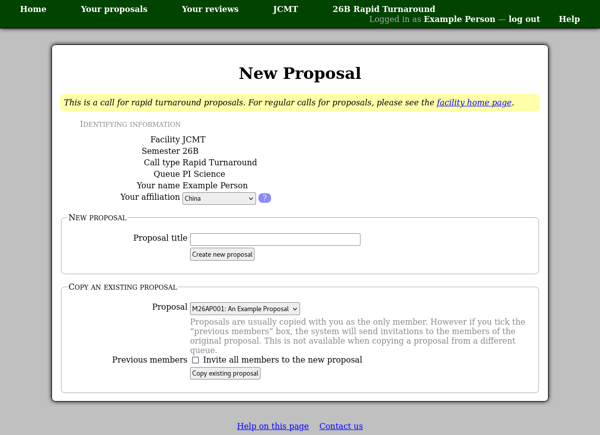 Home Your proposals Your reviews JCMT 26B Rapid Turnaround
Logged in as Example Person — log out Help
New Proposal
This is a call for rapid turnaround proposals. For regular calls for proposals, please see the facility home page.
Identifying information
Facility JCMT
Semester 26B
Call type Rapid Turnaround
Queue PI Science
Your name Example Person
Your affiliation China ?
New proposal
Proposal title
Create new proposal
Copy an existing proposal
Proposal M26AP001: An Example Proposal
Proposals are usually copied with you as the only member. However if you tick the
“previous members” box, the system will send invitations to the members of the
original proposal. This is not available when copying a proposal from a different
queue.
Previous members Invite all members to the new proposal
Copy existing proposal
Help on this page Contact us